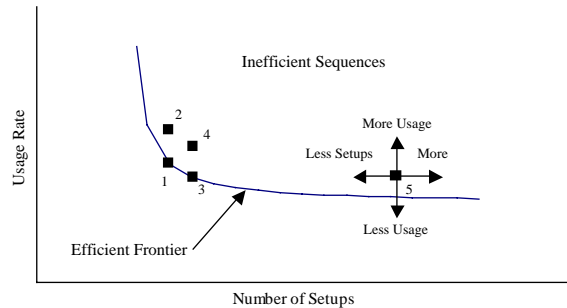 Inefficient Sequences
2
4
More Usage
Less Setups
More
1
3
5
Less Usage
Efficient Frontier
Usage Rate
Number of Setups